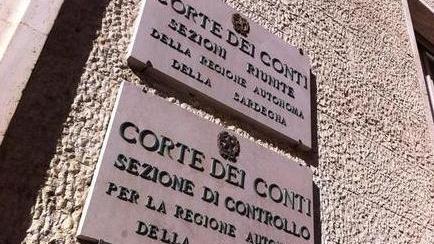 CORTE DEI CONTI
SEZIONI RIUNITE
DELLA REGIONE AUTONOMA
DELLA SARDEGNA
CORTE DEI CONTI
SEZIONE DI CONTROLLO
PER LA REGIONE
DELLA